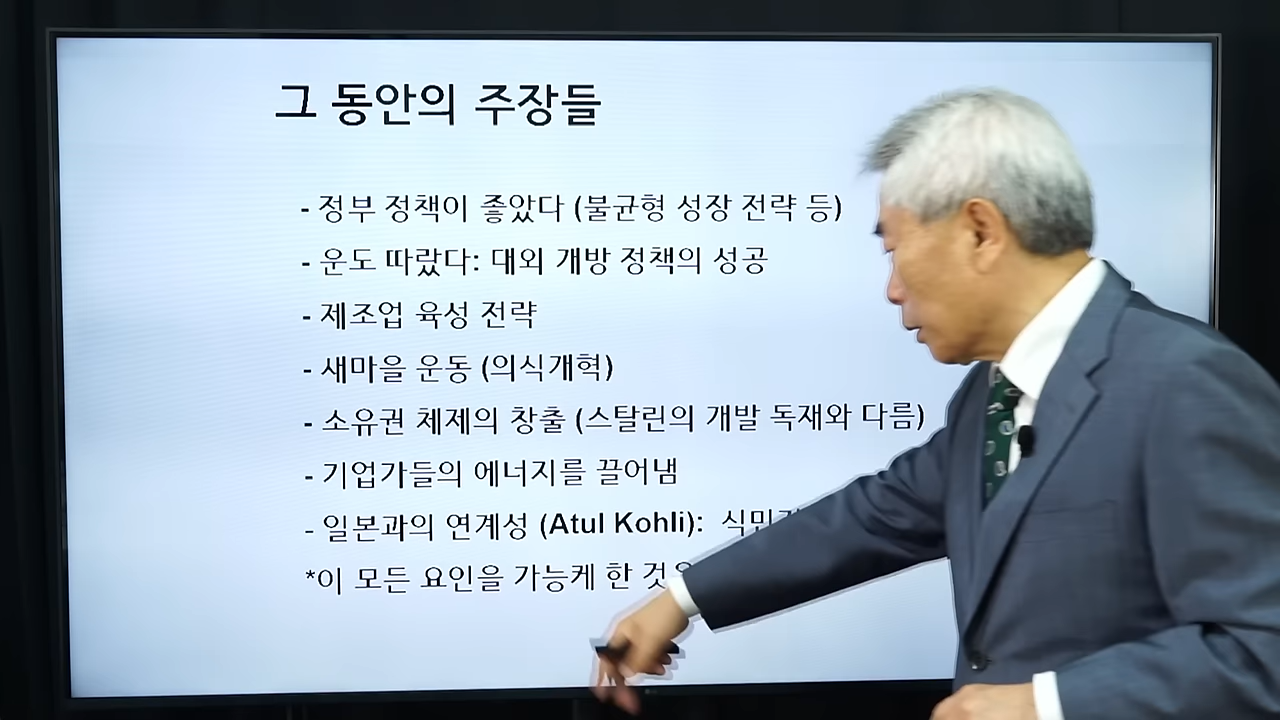 그 동안의 주장들
- 정부 정책이 좋았다 (불균형 성장 전략 등)
- 운도 따랐다: 대외 개방 정책의 성공
- 제조업 육성 전략
- 새마을 운동 (의식개혁)
- 소유권 체제의 창출 (스탈린의 개발 독재와 다름)
- 기업가들의 에너지를 끌어냄
- 일본과의 연계성 (Atul Kohli):
*이 모든 요인을 가능케 한